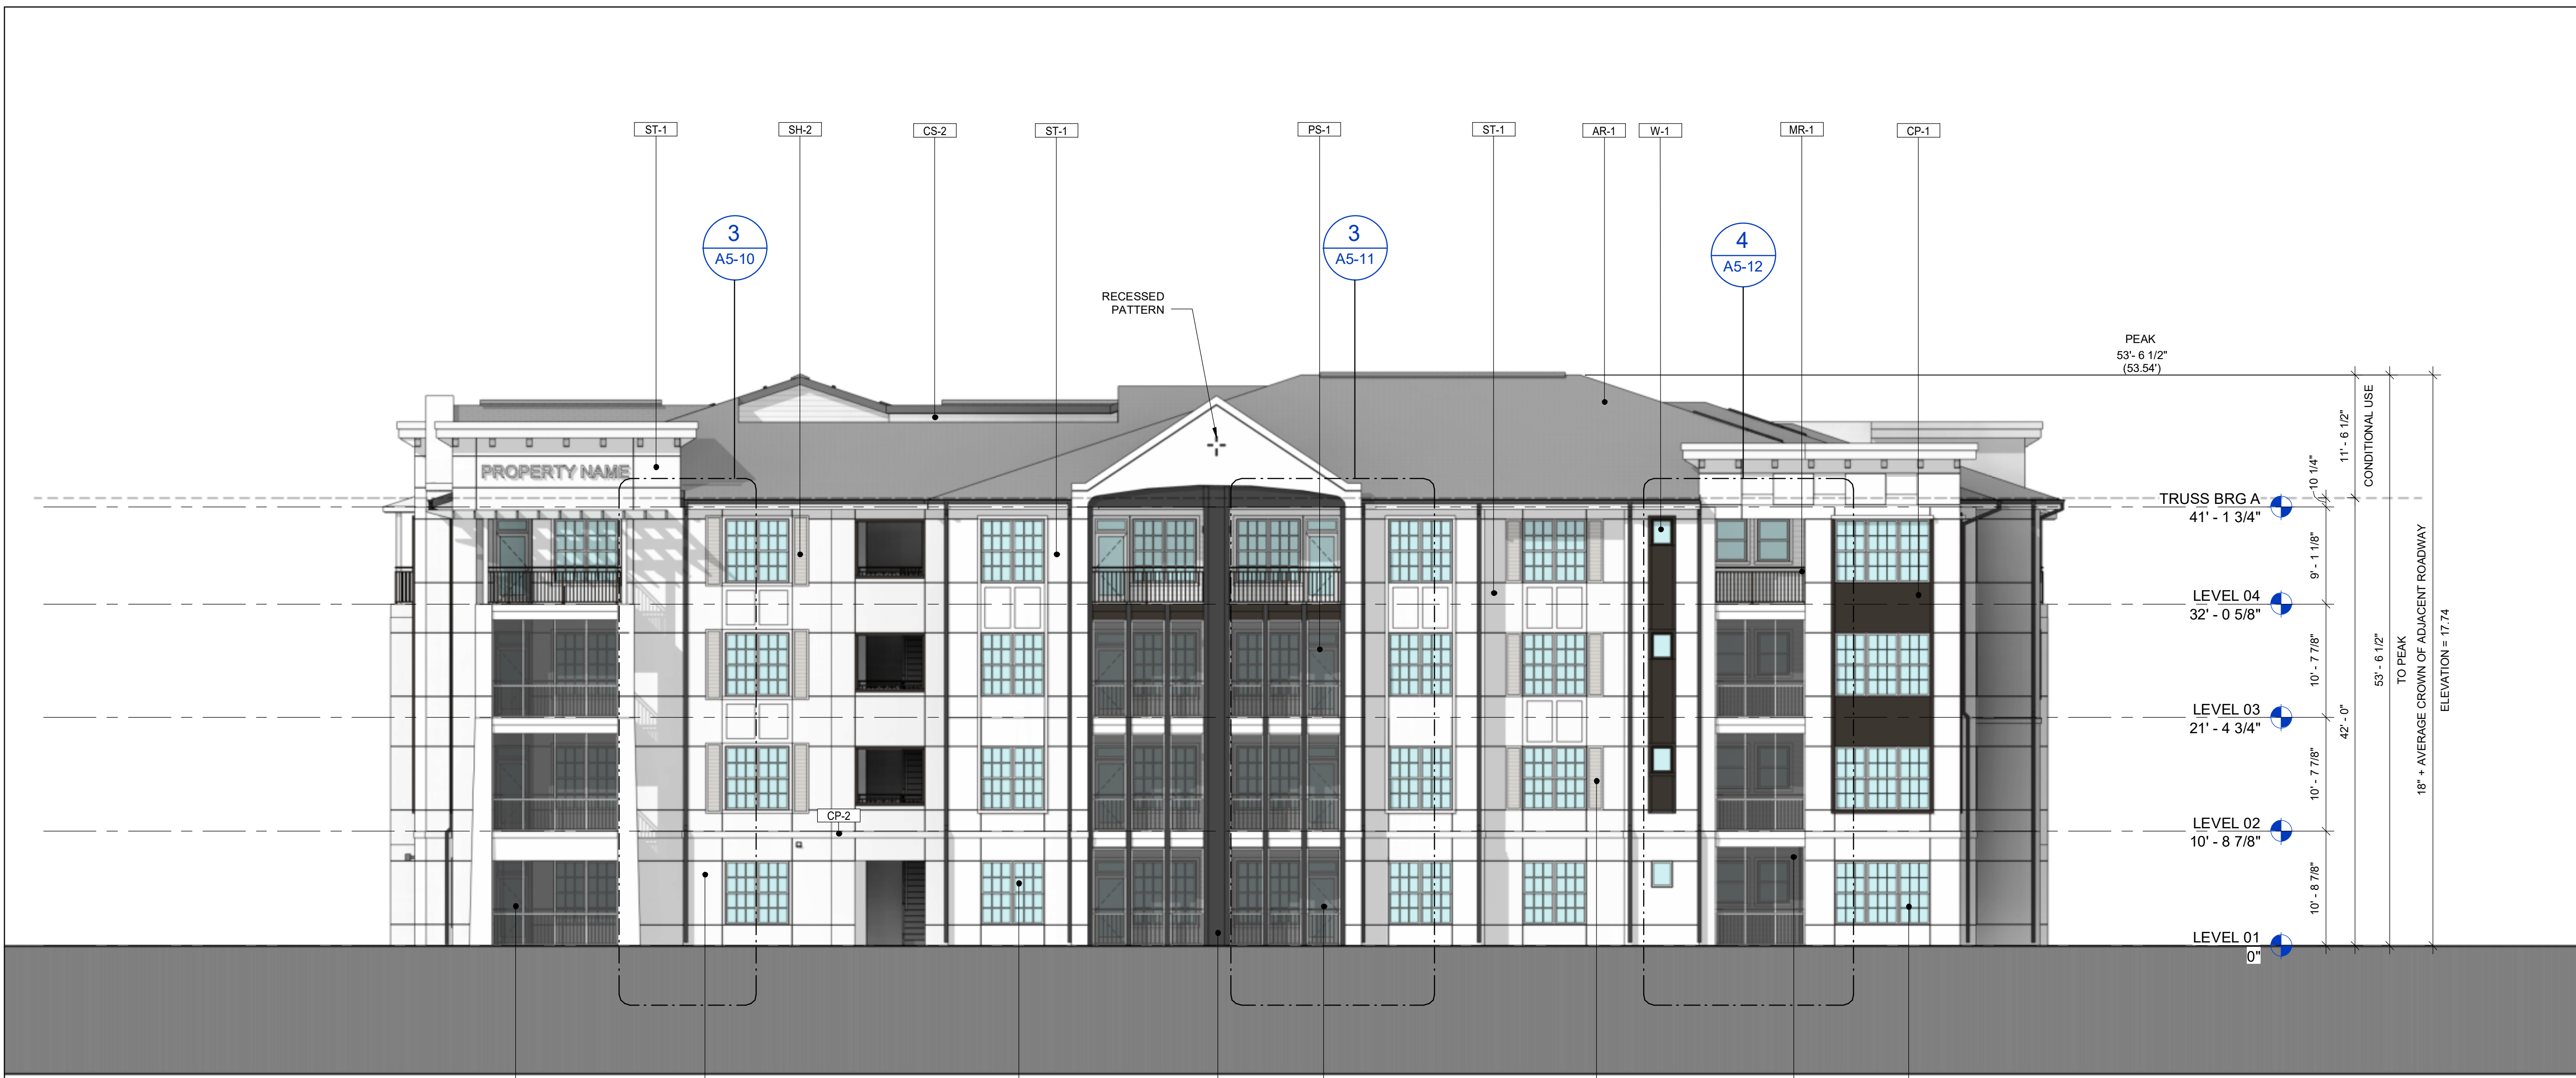 ST-1
SH-2
CS-2
ST-1
PS-1
ST-1
AR-1
W-1
MR-1
CP-1
3
A5-10
3
A5-11
4
A5-12
RECESSED
PATTERN
PEAK
53'- 6 1/2"
(53.54')
PROPERTY NAME
CP-2
TRUSS BRG A
41' - 1 3/4"
LEVEL 04
32' - 0 5/8"
LEVEL 03
21' - 4 3/4"
LEVEL 02
10' - 8 7/8"
LEVEL 01
0"
10 1/4"
9' - 1 1/8"
10' - 7 7/8"
10' - 7 7/8"
10' - 8 7/8"
11' - 6 1/2"
42' - 0"
CONDITIONAL USE
53' - 6 1/2"
TO PEAK
18" + AVERAGE CROWN OF ADJACENT ROADWAY
ELEVATION = 17.74